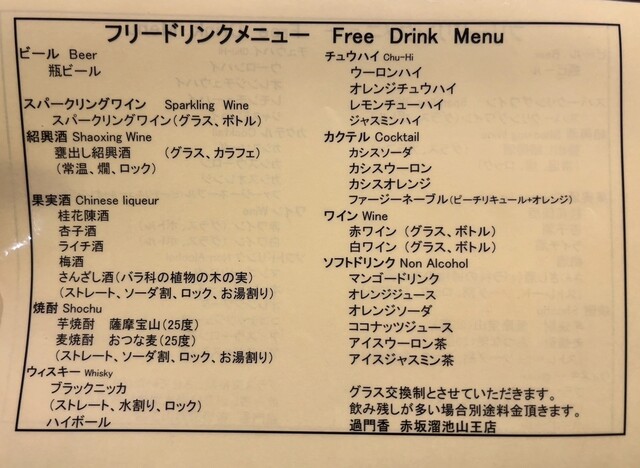 フリードリンクメニュー　Free Drink Menu
ビール Beer
瓶ビール
スパークリングワイン　Sparkling Wine
スパークリングワイン(グラス、ボトル)
紹興酒 Shaoxing Wine
甕出し紹興酒　　(グラス、カラフェ)
(常温、燗、ロック)
果実酒 Chinese liqueur
桂花陳酒
杏子酒
ライチ酒
梅酒
さんざし酒(バラ科の植物の木の実)
(ストレート、ソーダ割、ロック、お湯割り)
焼酎 Shochu
芋焼酎　薩摩宝山(25度)
麦焼酎　おつな麦(25度)
(ストレート、ソーダ割、ロック、お湯割り)
ウィスキー Whisky
ブラックニッカ
(ストレート、水割り、ロック)
ハイボール
チュウハイ Chu-Hi
ウーロンハイ
オレンジチュウハイ
レモンチューハイ
ジャスミンハイ
カクテル Cocktail
カシスソーダ
カシスウーロン
カシスオレンジ
ファージーネーブル(ピーチリキュール+オレンジ)
ワイン Wine
赤ワイン (グラス、ボトル)
白ワイン (グラス、ボトル)
ソフトドリンク Non Alcohol
マンゴードリンク
オレンジジュース
オレンジソーダ
ココナッツジュース
アイスウーロン茶
アイスジャスミン茶
グラス交換制とさせていただきます。
飲み残しが多い場合別途料金頂きます。
過門香 赤坂溜池山王店